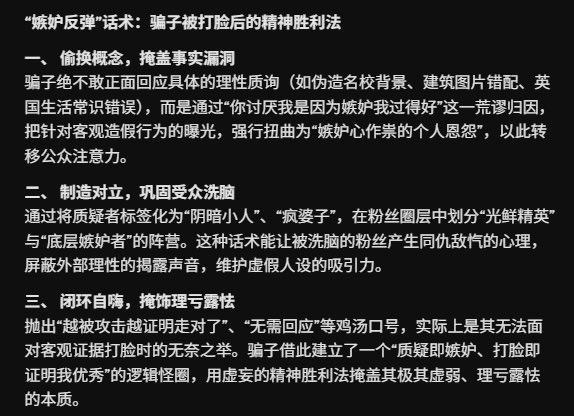 “嫉妒反弹”话术：骗子被打脸后的精神胜利法
一、 偷换概念，掩盖事实漏洞
骗子绝不敢正面回应具体的理性质询（如伪造名校背景、建筑图片错配、英
国生活常识错误），而是通过“你讨厌我是因为嫉妒我过得好”这一荒谬归因，
把针对客观造假行为的曝光，强行扭曲为“嫉妒心作祟的个人恩怨”，以此转
移公众注意力。
二、 制造对立，巩固受众洗脑
通过将质疑者标签化为“阴暗小人”、“疯婆子”，在粉丝圈层中划分“光鲜精英”
与“底层嫉妒者”的阵营。这种话术能让被洗脑的粉丝产生同仇敌忾的心理，
屏蔽外部理性的揭露声音，维护虚假人设的吸引力。
三、 闭环自嗨，掩饰理亏露怯
抛出“越被攻击越证明走对了”、“无需回应”等鸡汤口号，实际上是其无法面
对客观证据打脸时的无奈之举。骗子借此建立了一个“质疑即嫉妒、打脸即
证明我优秀”的逻辑怪圈，用虚妄的精神胜利法掩盖其极其虚弱、理亏露怯
的本质。